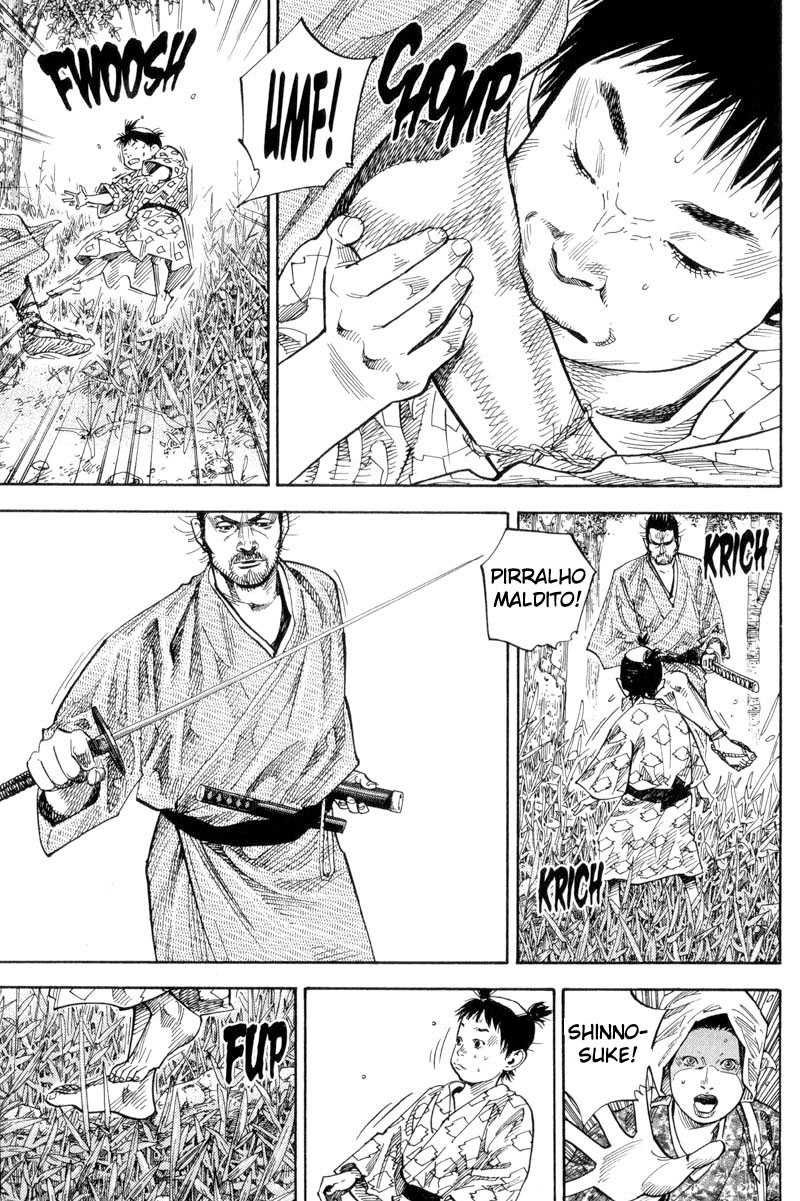 CHOMP
UMF!
FWOOSH
KRICH
PIRRALHO
MALDITO!
KRICH
SHINNO-
SUKE!
FUP